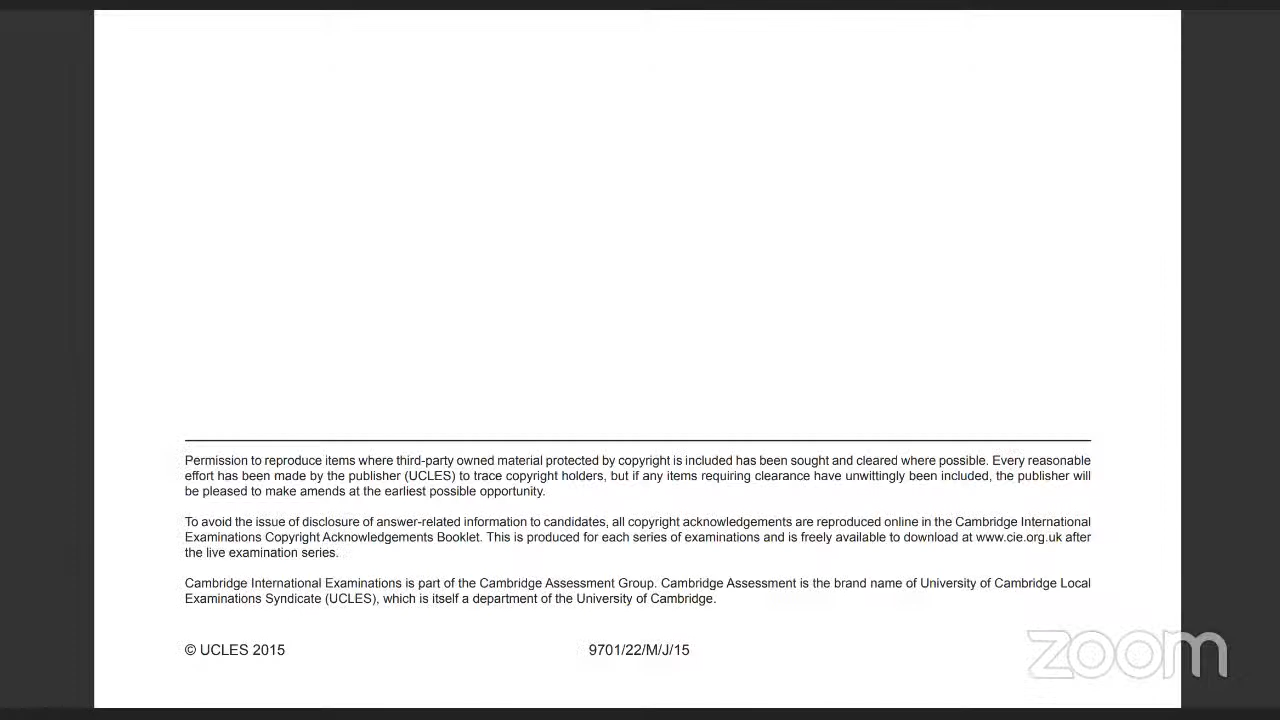 Permission to reproduce items where third-party owned material protected by copyright is included has been sought and cleared where possible. Every reasonable
effort has been made by the publisher (UCLES) to trace copyright holders, but if any items requiring clearance have unwittingly been included, the publisher will
be pleased to make amends at the earliest possible opportunity.
To avoid the issue of disclosure of answer-related information to candidates, all copyright acknowledgements are reproduced online in the Cambridge International
Examinations Copyright Acknowledgements Booklet. This is produced for each series of examinations and is freely available to download at www.cie.org.uk after
the live examination series.
Cambridge International Examinations is part of the Cambridge Assessment Group. Cambridge Assessment is the brand name of University of Cambridge Local
Examinations Syndicate (UCLES), which is itself a department of the University of Cambridge.
© UCLES 2015 9701/22/M/J/15
zoom